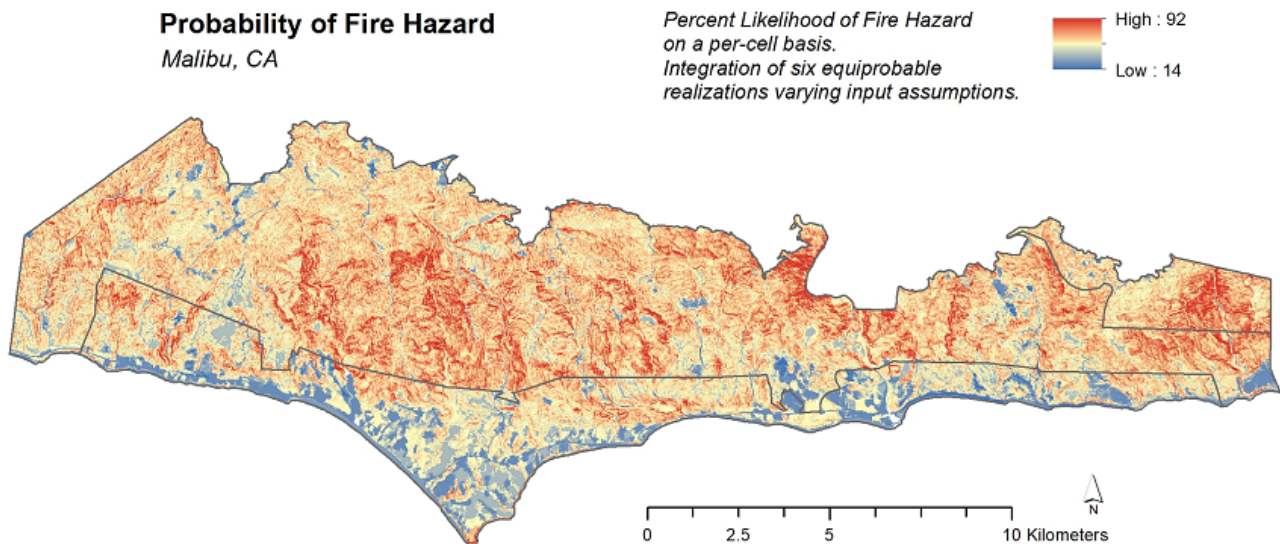 Probability of Fire Hazard
Malibu, CA
Percent Likelihood of Fire Hazard
on a per-cell basis.
Integration of six equiprobable
realizations varying input assumptions.
High : 92
Low : 14
N
0 2.5 5 10 Kilometers